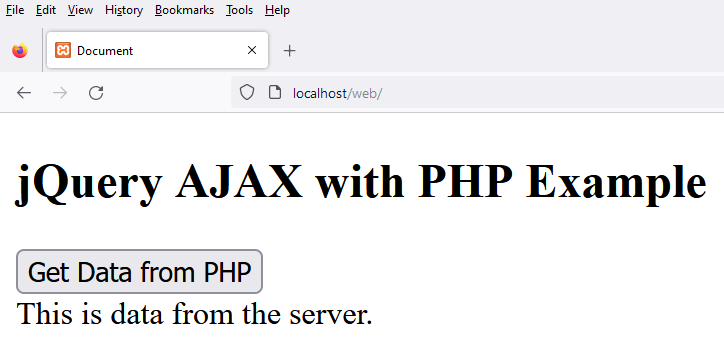 File Edit View History Bookmarks Tools Help
Document
localhost/web/
jQuery AJAX with PHP Example
Get Data from PHP
This is data from the server.